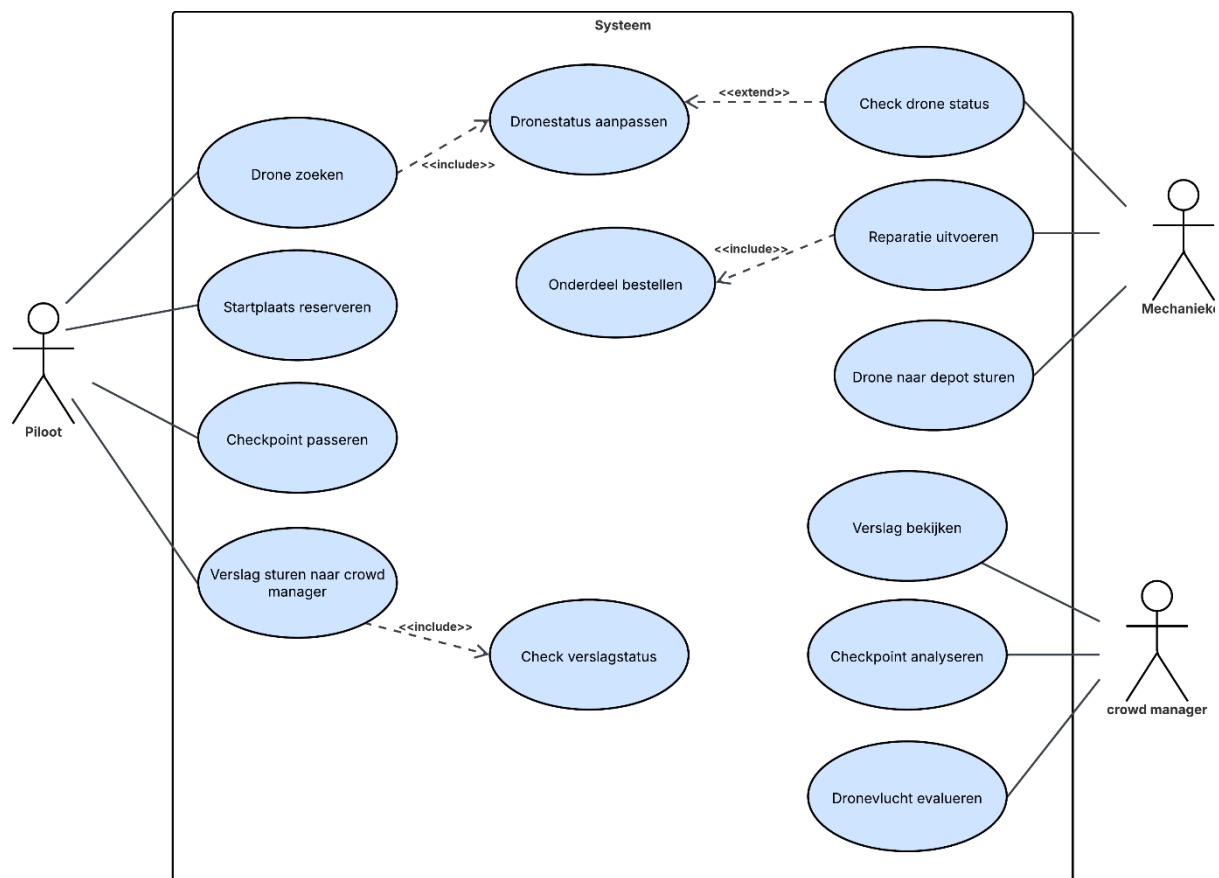 Systeem
Dronestatus aanpassen
<<extend>>
Check drone status
Drone zoeken
<<include>>
Reparatie uitvoeren
<<include>>
Onderdeel bestellen
Startplaats reserveren
Mechanieker
Drone naar depot sturen
Piloot
Checkpoint passeren
Verslag bekijken
Verslag sturen naar crowd
manager
<<include>>
Check verslagstatus
Checkpoint analyseren
crowd manager
Dronevlucht evalueren